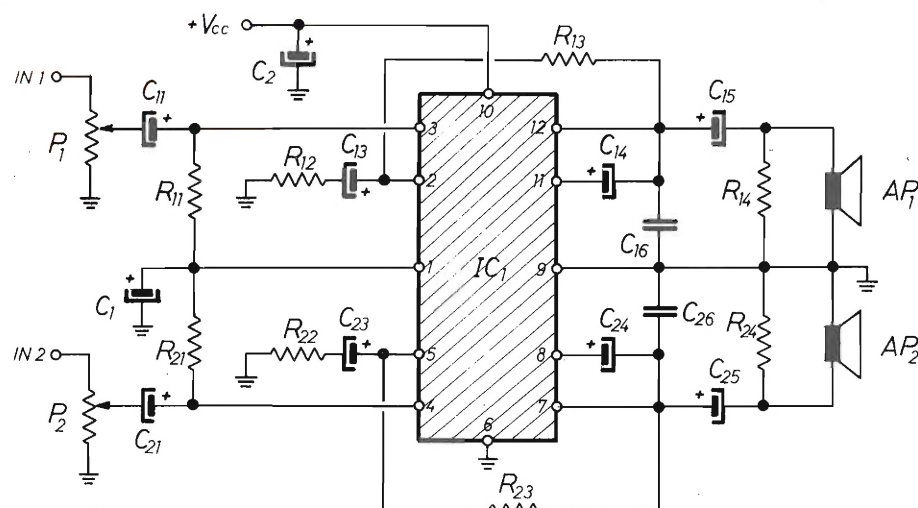 +Vcc
C2
R13
IN 1
P1
C11
R11
R12
C13
3
2
10
12
11
C14
C15
R14
AP1
C16
1
IC1
9
C1
R21
R22
C23
5
8
C24
C26
R24
AP2
IN 2
P2
C21
4
6
7
C25
R23